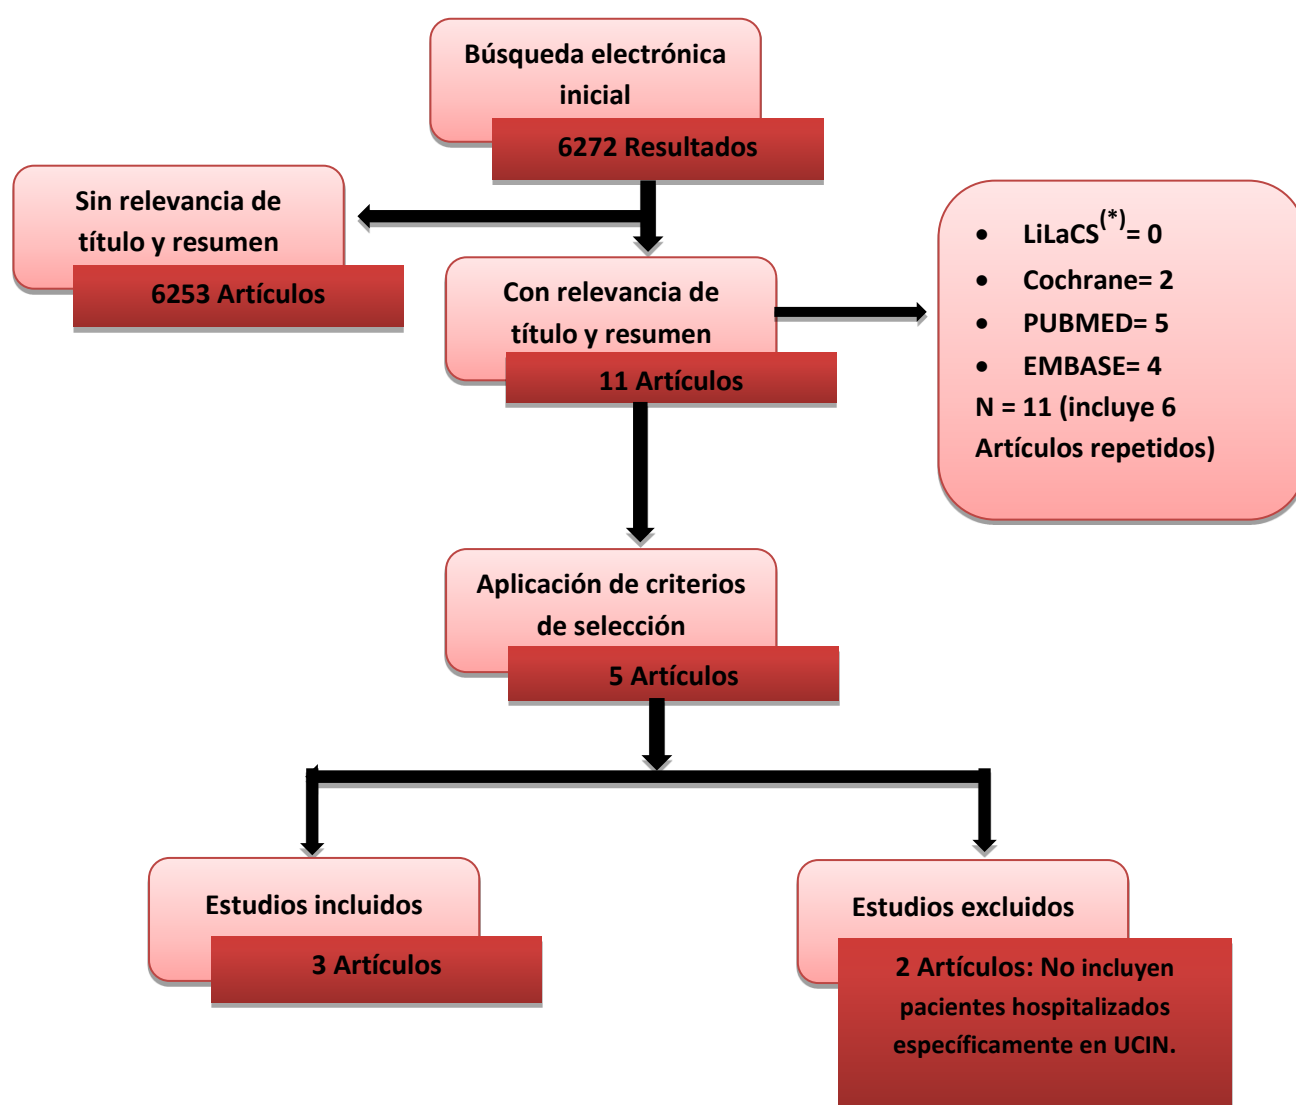 Búsqueda electrónica
inicial
6272 Resultados
Sin relevancia de
título y resumen
6253 Artículos
Con relevancia de
título y resumen
11 Artículos
• LiLaCS(*)= 0
• Cochrane= 2
• PUBMED= 5
• EMBASE= 4
N = 11 (incluye 6
Artículos repetidos)
Aplicación de criterios
de selección
5 Artículos
Estudios incluidos
3 Artículos
Estudios excluidos
2 Artículos: No incluyen
pacientes hospitalizados
específicamente en UCIN.